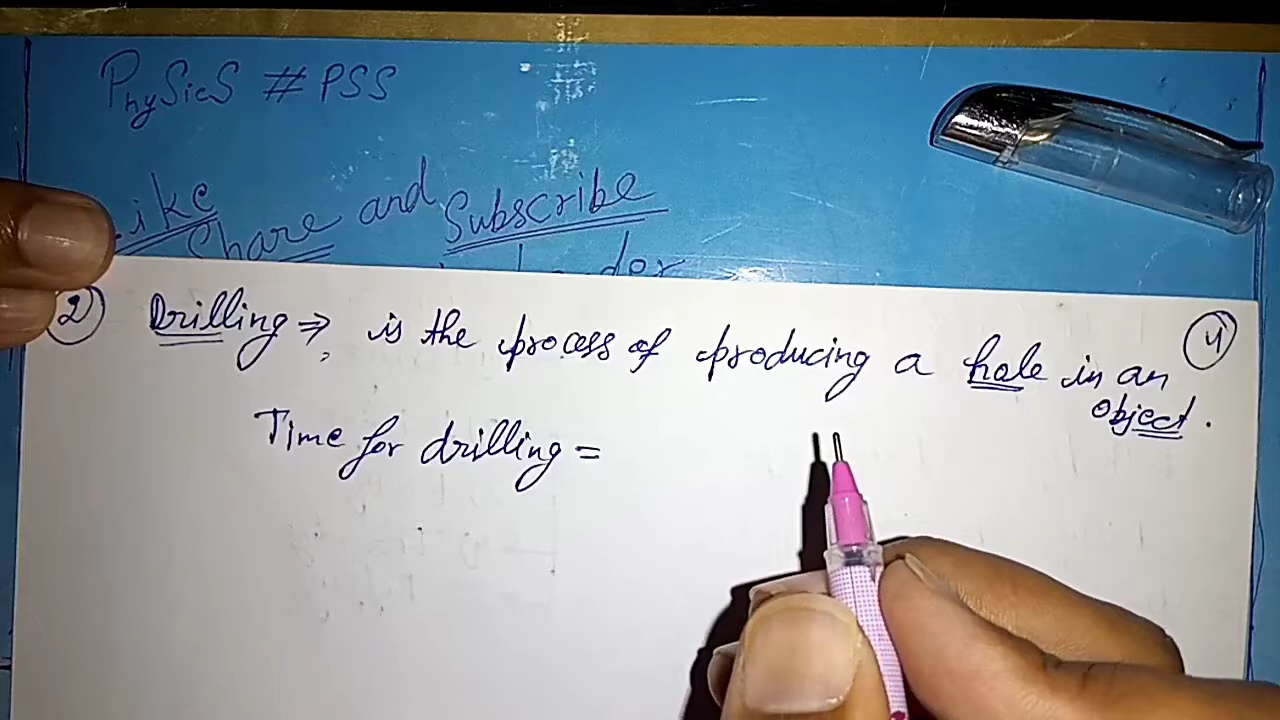 PhySicS # PSS
Like
Share and Subscribe
② Drilling ⇒ is the process of producing a hole in an object. ④
Time for drilling =